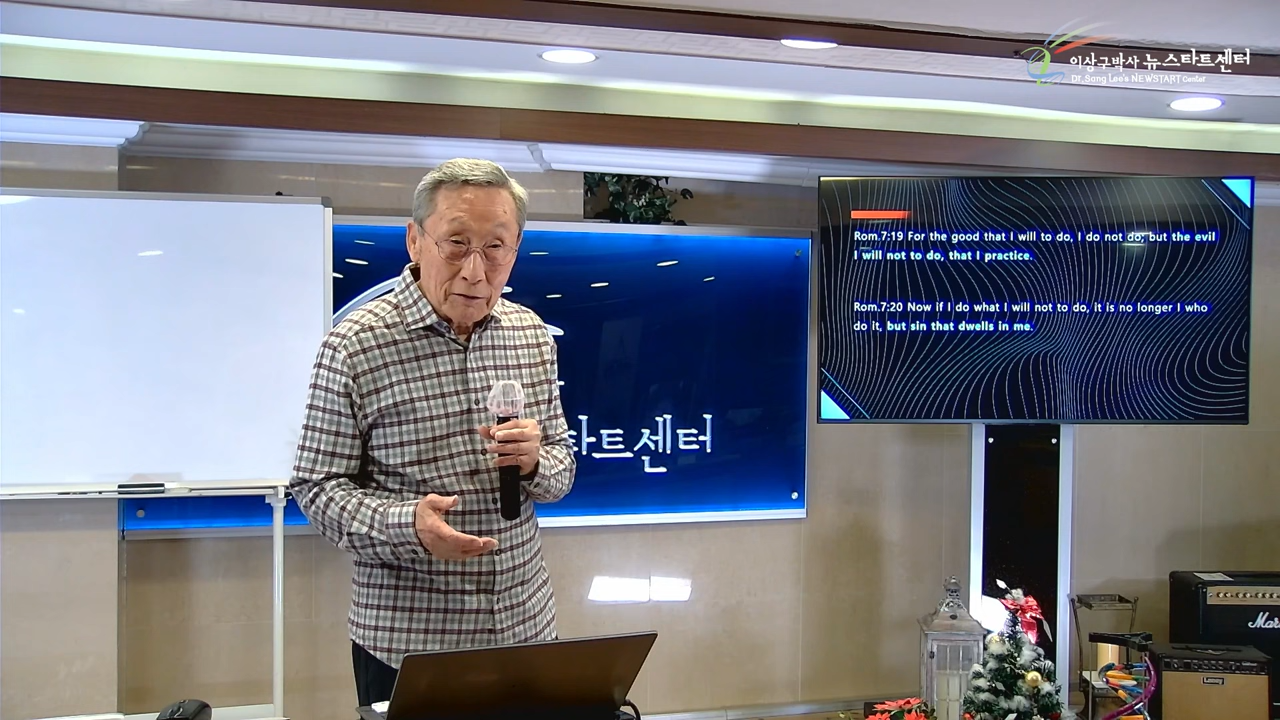 이상구박사 뉴스타트센터
Dr. Sang Lee's NEWSTART Center
Rom.7:19 For the good that I will to do, I do not do; but the evil
I will not to do, that I practice.
Rom.7:20 Now if I do what I will not to do, it is no longer I who
do it, but sin that dwells in me.
타트센터
Laney